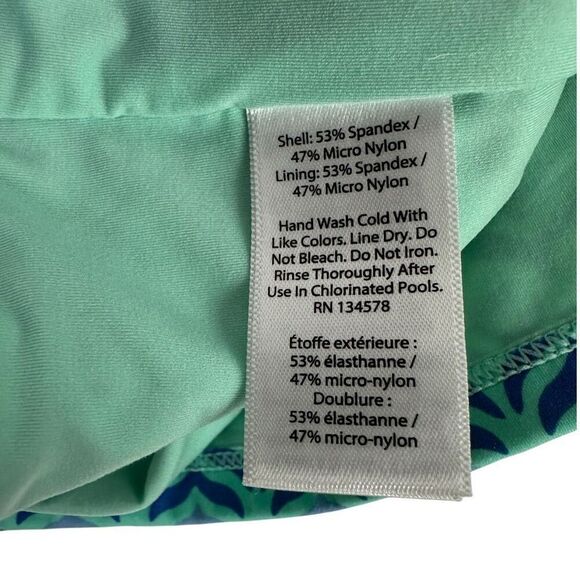 Shell: 53% Spandex /
47% Micro Nylon
Lining: 53% Spandex /
47% Micro Nylon
Hand Wash Cold With
Like Colors. Line Dry. Do
Not Bleach. Do Not Iron.
Rinse Thoroughly After
Use In Chlorinated Pools.
RN 134578
Étoffe extérieure :
53% élasthanne /
47% micro-nylon
Doublure :
53% élasthanne /
47% micro-nylon